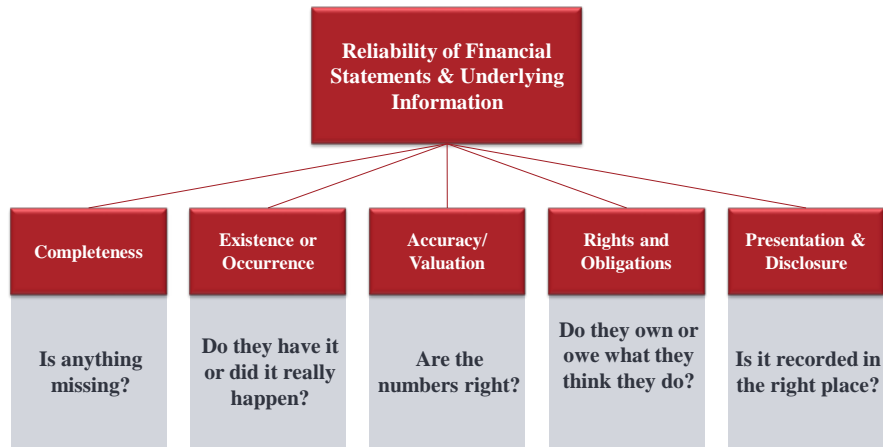 Reliability of Financial
Statements & Underlying
Information
Completeness
Existence or
Occurrence
Accuracy/
Valuation
Rights and
Obligations
Presentation &
Disclosure
Is anything
missing?
Do they have it
or did it really
happen?
Are the
numbers right?
Do they own or
owe what they
think they do?
Is it recorded in
the right place?